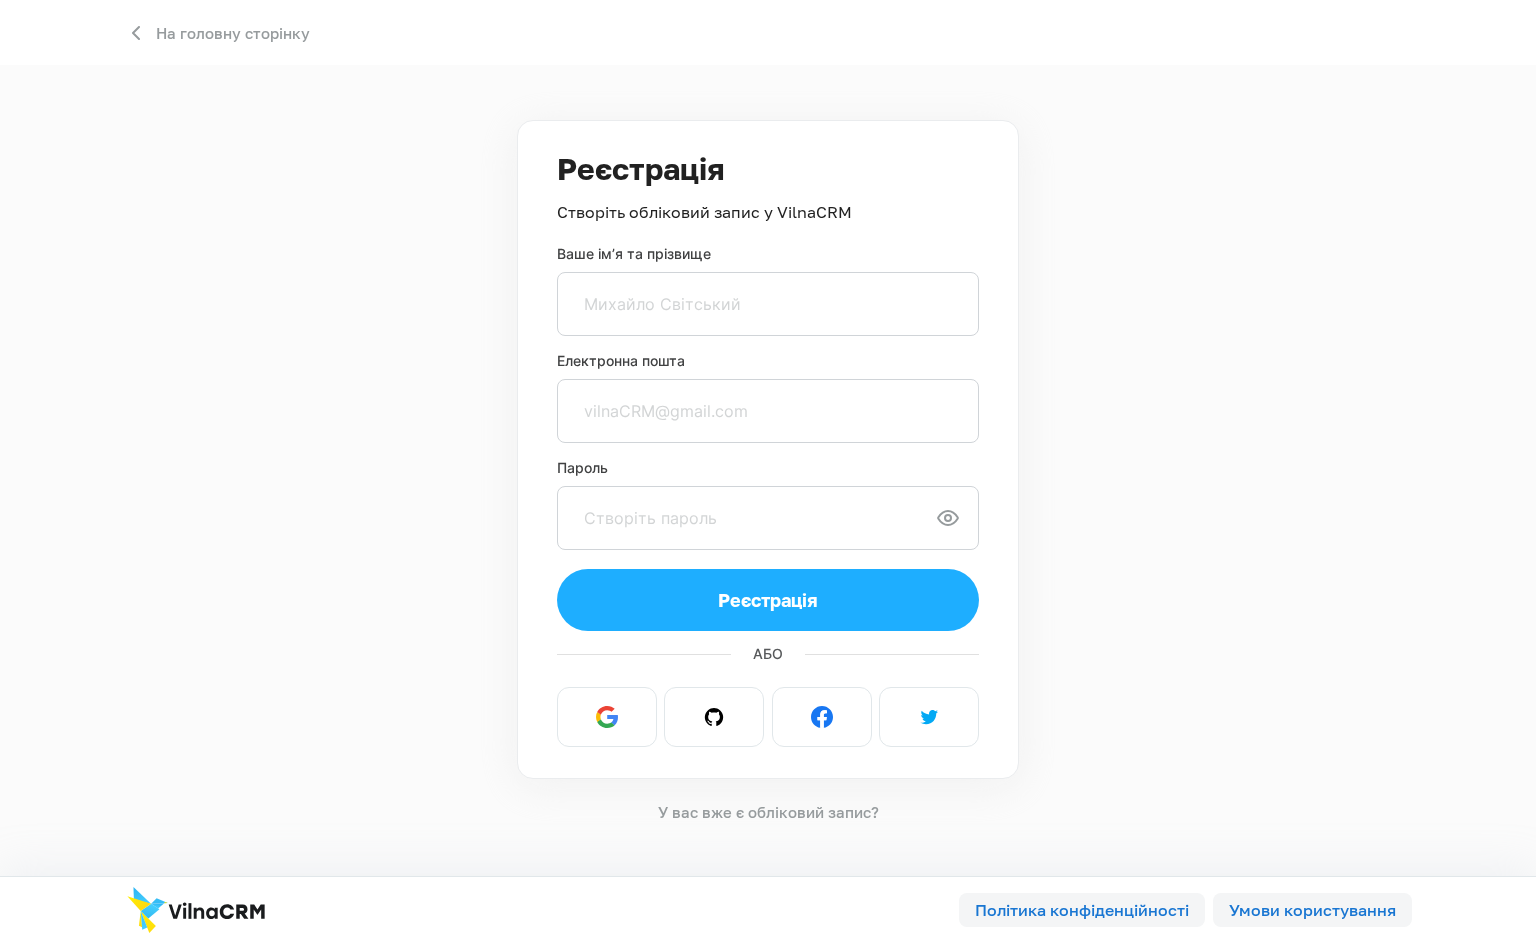 На головну сторінку
Реєстрація
Створіть обліковий запис у VilnaCRM
Ваше ім’я та прізвище
Михайло Світський
Електронна пошта
vilnaCRM@gmail.com
Пароль
Створіть пароль
Реєстрація
АБО
У вас вже є обліковий запис?
VilnaCRM
Політика конфіденційності
Умови користування